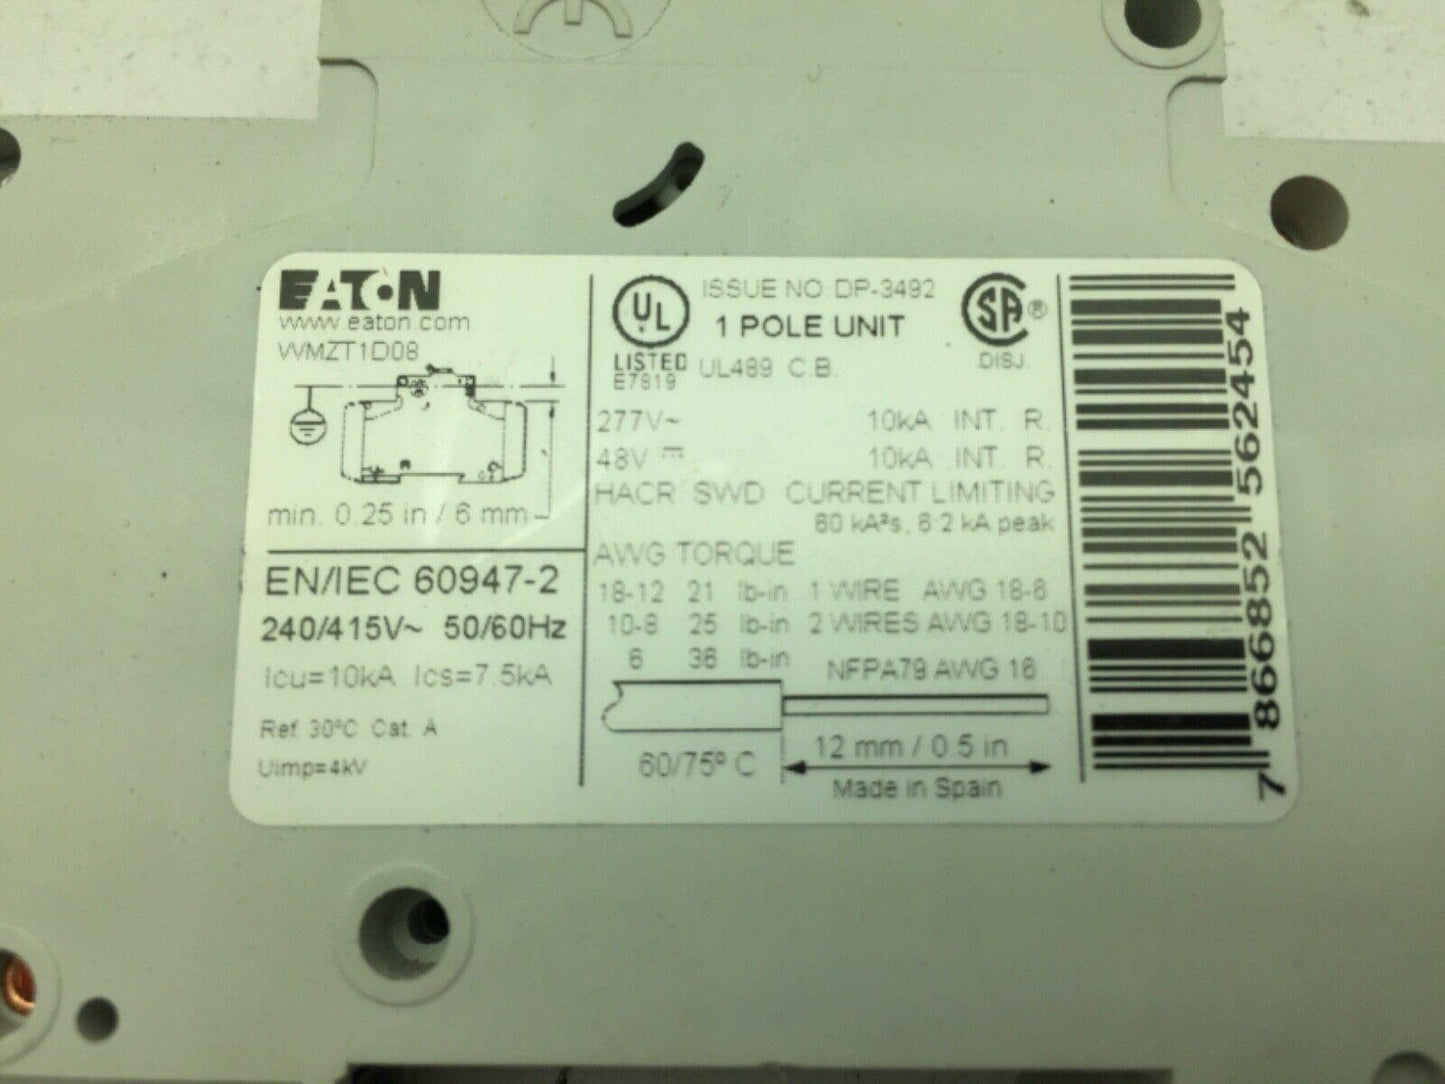 EATON
www.eaton.com
WMZT1D08
min. 0.25 in / 6 mm
EN/IEC 60947-2
240/415V~ 50/60Hz
Icu=10kA Ics=7.5kA
Ref. 30°C Cat. A
Uimp=4kV
UL
LISTED
E7819
ISSUE NO. DP-3492
1 POLE UNIT
UL489 C.B.
SA®
DISJ.
277V~ 10kA INT. R.
48V ⎓ 10kA INT. R.
HACR SWD CURRENT LIMITING
80 kA²s, 6.2 kA peak
AWG TORQUE
18-12 21 lb-in 1 WIRE AWG 18-6
10-8 25 lb-in 2 WIRES AWG 18-10
6 36 lb-in NFPA79 AWG 16
60/75° C
12 mm / 0.5 in
Made in Spain
7 866852 562454